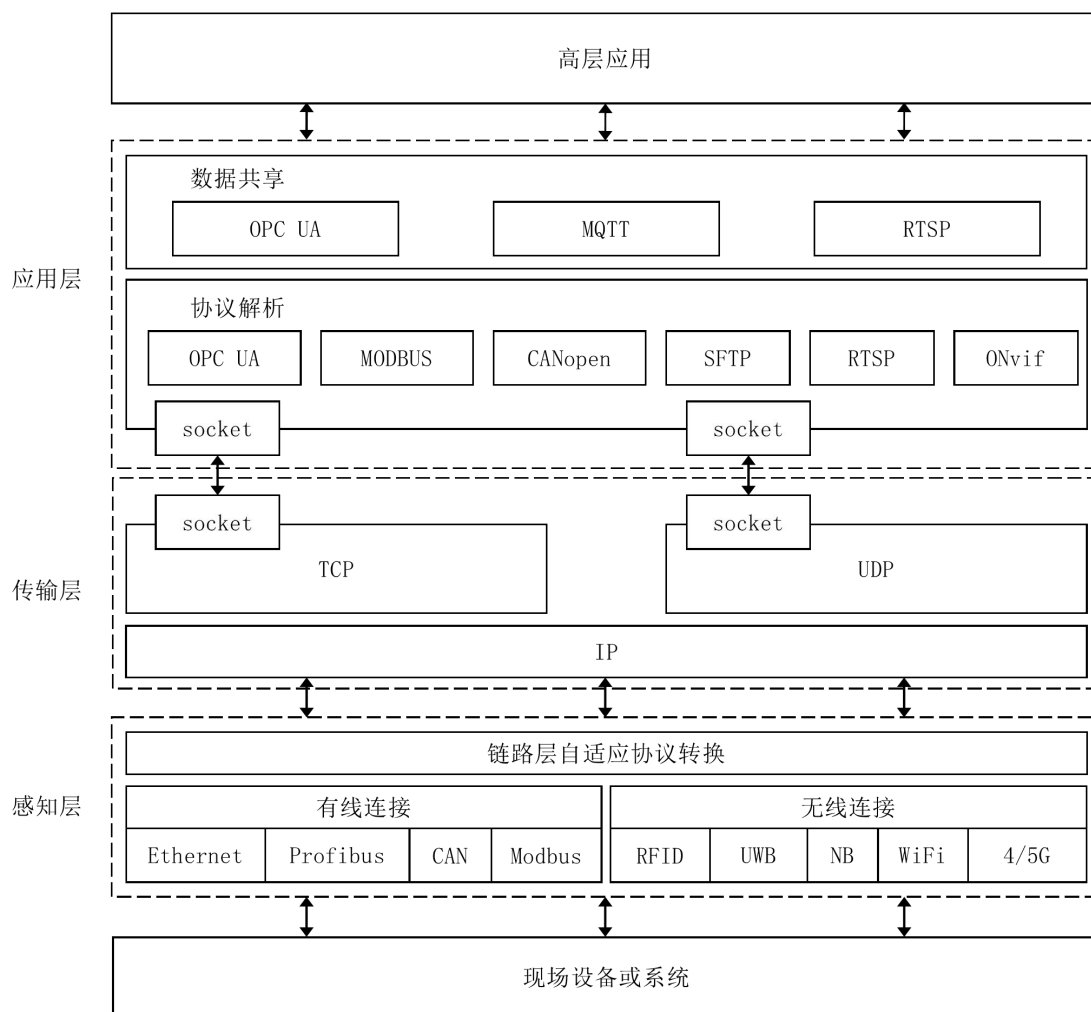 高层应用
数据共享
OPC UA MQTT RTSP
应用层
协议解析
OPC UA MODBUS CANopen SFTP RTSP ONvif
socket socket
socket socket
TCP UDP
传输层
IP
链路层自适应协议转换
感知层
有线连接 无线连接
Ethernet Profibus CAN Modbus RFID UWB NB WiFi 4/5G
现场设备或系统